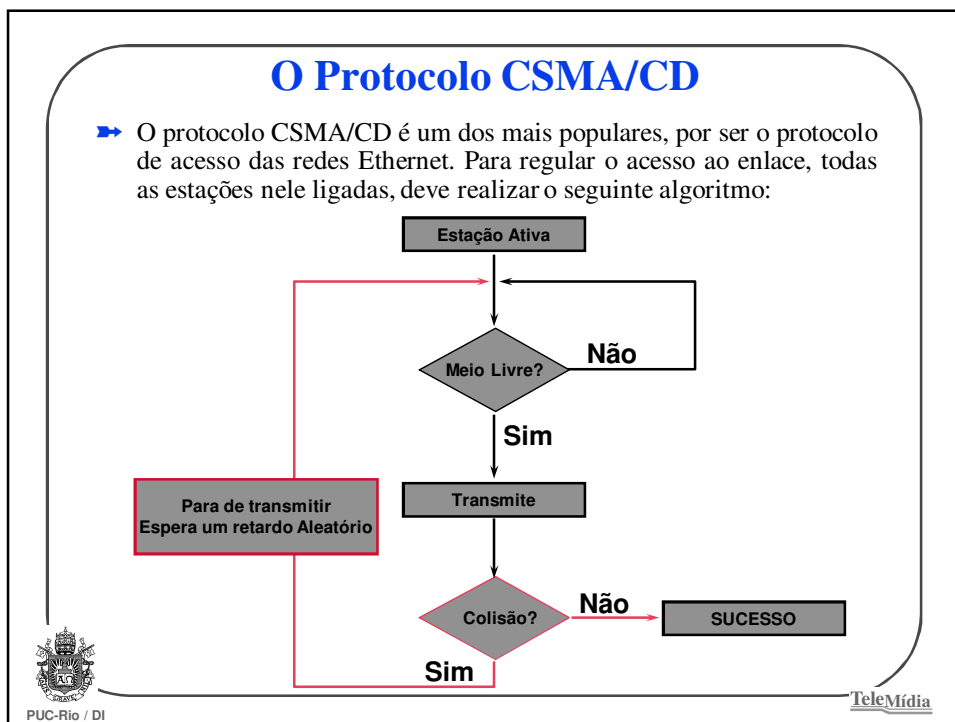 O Protocolo CSMA/CD
O protocolo CSMA/CD é um dos mais populares, por ser o protocolo
de acesso das redes Ethernet. Para regular o acesso ao enlace, todas
as estações nele ligadas, deve realizar o seguinte algoritmo:
Estação Ativa
Meio Livre?
Não
Sim
Para de transmitir
Espera um retardo Aleatório
Transmite
Colisão?
Não
SUCESSO
Sim
PUC-Rio / DI
TeleMídia